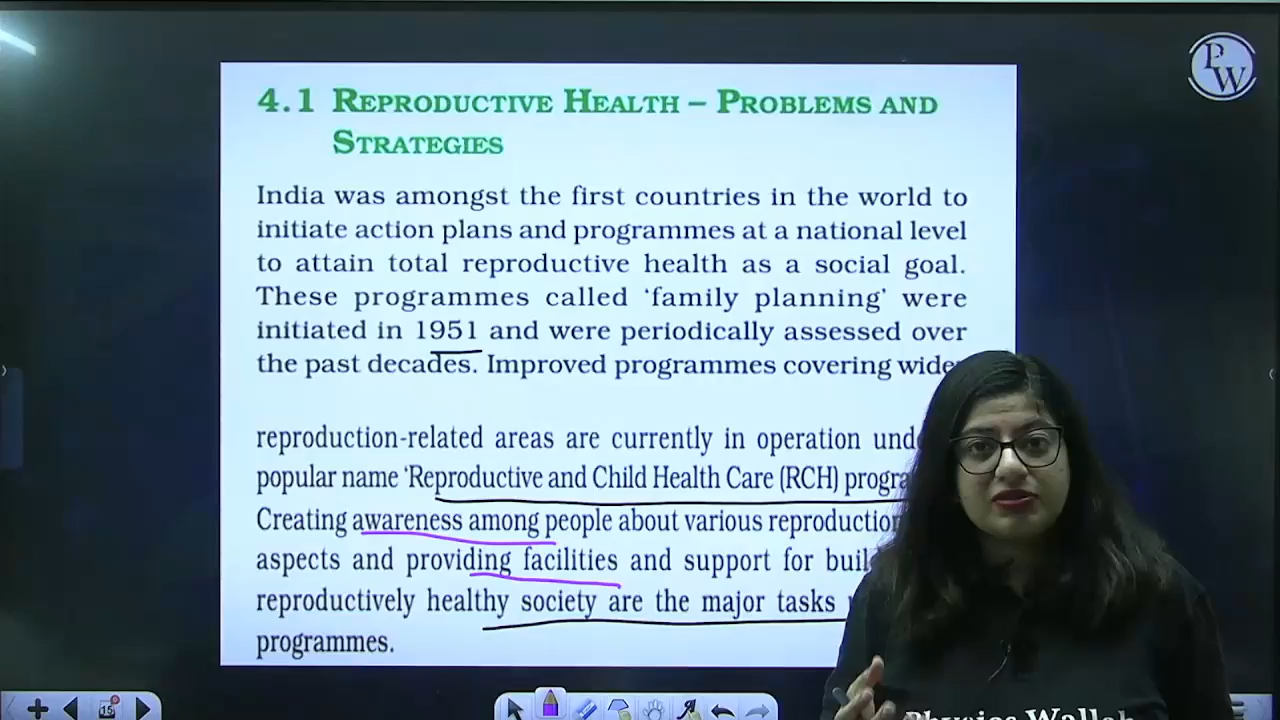 PW
4.1 REPRODUCTIVE HEALTH – PROBLEMS AND
STRATEGIES
India was amongst the first countries in the world to
initiate action plans and programmes at a national level
to attain total reproductive health as a social goal.
These programmes called ‘family planning’ were
initiated in 1951 and were periodically assessed over
the past decades. Improved programmes covering wide
reproduction-related areas are currently in operation und
popular name ‘Reproductive and Child Health Care (RCH) progra
Creating awareness among people about various reproduction
aspects and providing facilities and support for buil
reproductively healthy society are the major tasks
programmes.
15
Physics Wallah